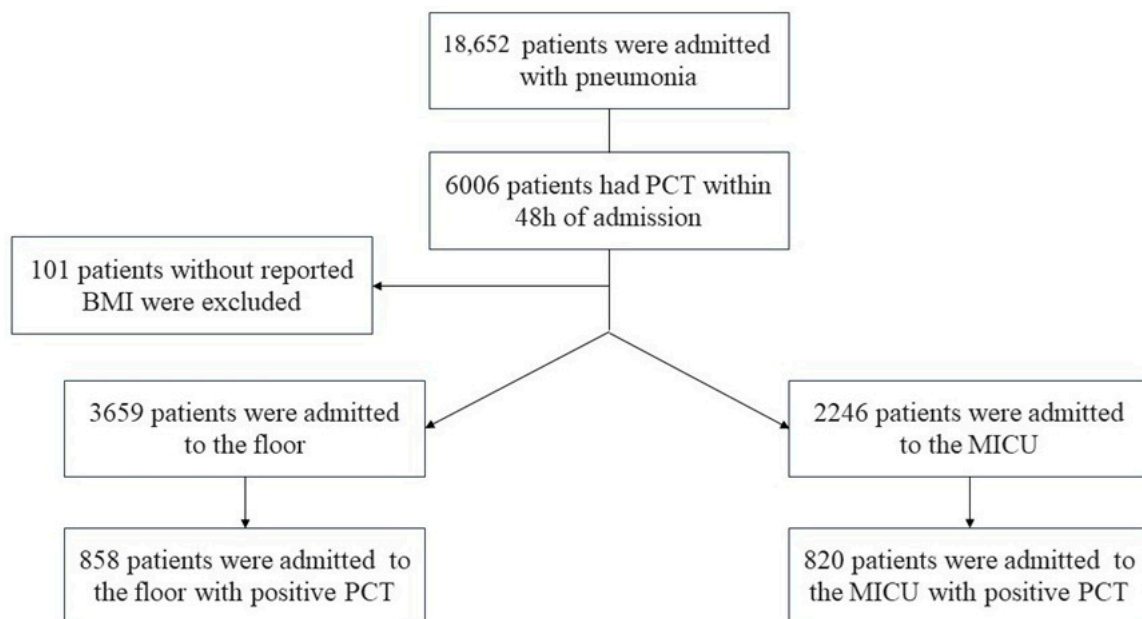 18,652 patients were admitted
with pneumonia
6006 patients had PCT within
48h of admission
101 patients without reported
BMI were excluded
3659 patients were admitted
to the floor
2246 patients were admitted
to the MICU
858 patients were admitted to
the floor with positive PCT
820 patients were admitted to
the MICU with positive PCT